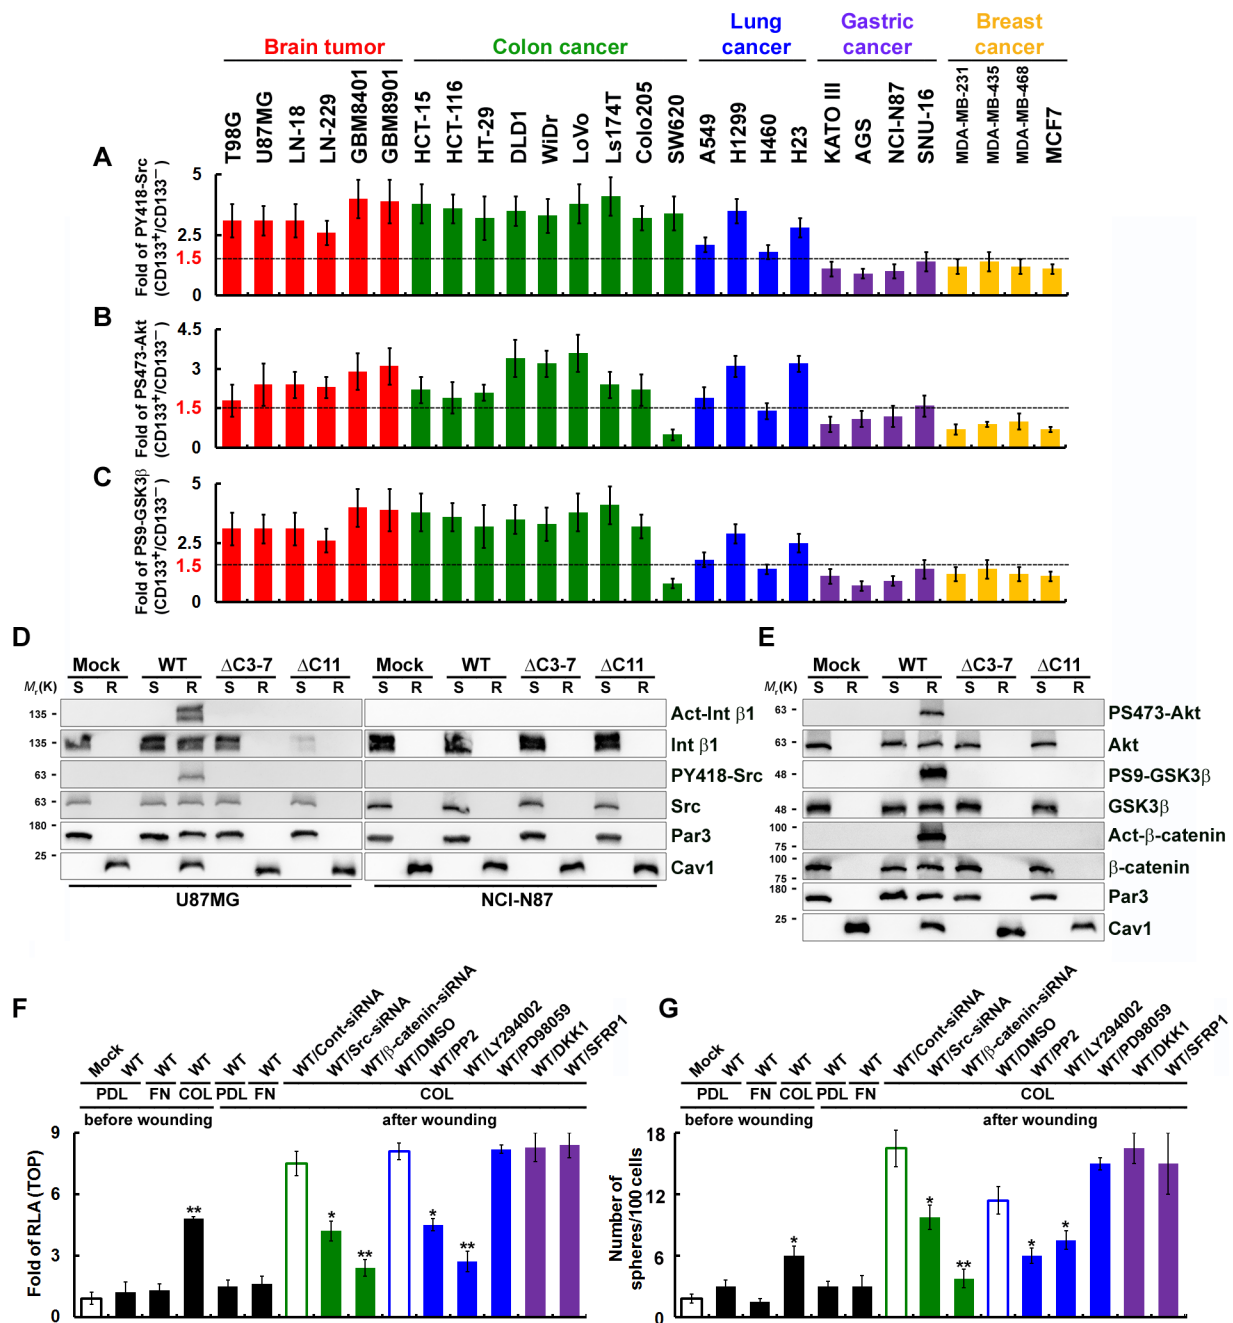 Brain tumor
Colon cancer
Lung
cancer
Gastric
cancer
Breast
cancer
T98G
U87MG
LN-18
LN-229
GBM8401
GBM8901
HCT-15
HCT-116
HT-29
DLD1
WiDr
LoVo
Ls174T
Colo205
SW620
A549
H1299
H460
H23
KATO III
AGS
NCI-N87
SNU-16
MDA-MB-231
MDA-MB-435
MDA-MB-468
MCF7
A
Fold of PY418-Src
(CD133+/CD133−)
5
2.5
1.5
0
B
Fold of PS473-Akt
(CD133+/CD133−)
4.5
3
1.5
0
C
Fold of PS9-GSK3β
(CD133+/CD133−)
5
2.5
1.5
0
D
Mock WT ΔC3-7 ΔC11 Mock WT ΔC3-7 ΔC11
Mr(K) S R S R S R S R S R S R S R S R
135 Act-Int β1
135 Int β1
63 PY418-Src
63 Src
180 Par3
25 Cav1
U87MG NCI-N87
E
Mock WT ΔC3-7 ΔC11
Mr(K) S R S R S R S R
63 PS473-Akt
63 Akt
48 PS9-GSK3β
48 GSK3β
100
75 Act-β-catenin
100
75 β-catenin
180 Par3
25 Cav1
F
Mock WT WT WT WT WT WT/Cont-siRNA WT/Src-siRNA WT/β-catenin-siRNA WT/DMSO WT/PP2 WT/LY294002 WT/PD98059 WT/DKK1 WT/SFRP1
PDL FN COL PDL FN COL
before wounding after wounding
Fold of RLA (TOP)
9
6
3
0
** * ** * **
G
Mock WT WT WT WT WT WT/Cont-siRNA WT/Src-siRNA WT/β-catenin-siRNA WT/DMSO WT/PP2 WT/LY294002 WT/PD98059 WT/DKK1 WT/SFRP1
PDL FN COL PDL FN COL
before wounding after wounding
Number of
spheres/100 cells
18
12
6
0
* * ** * *